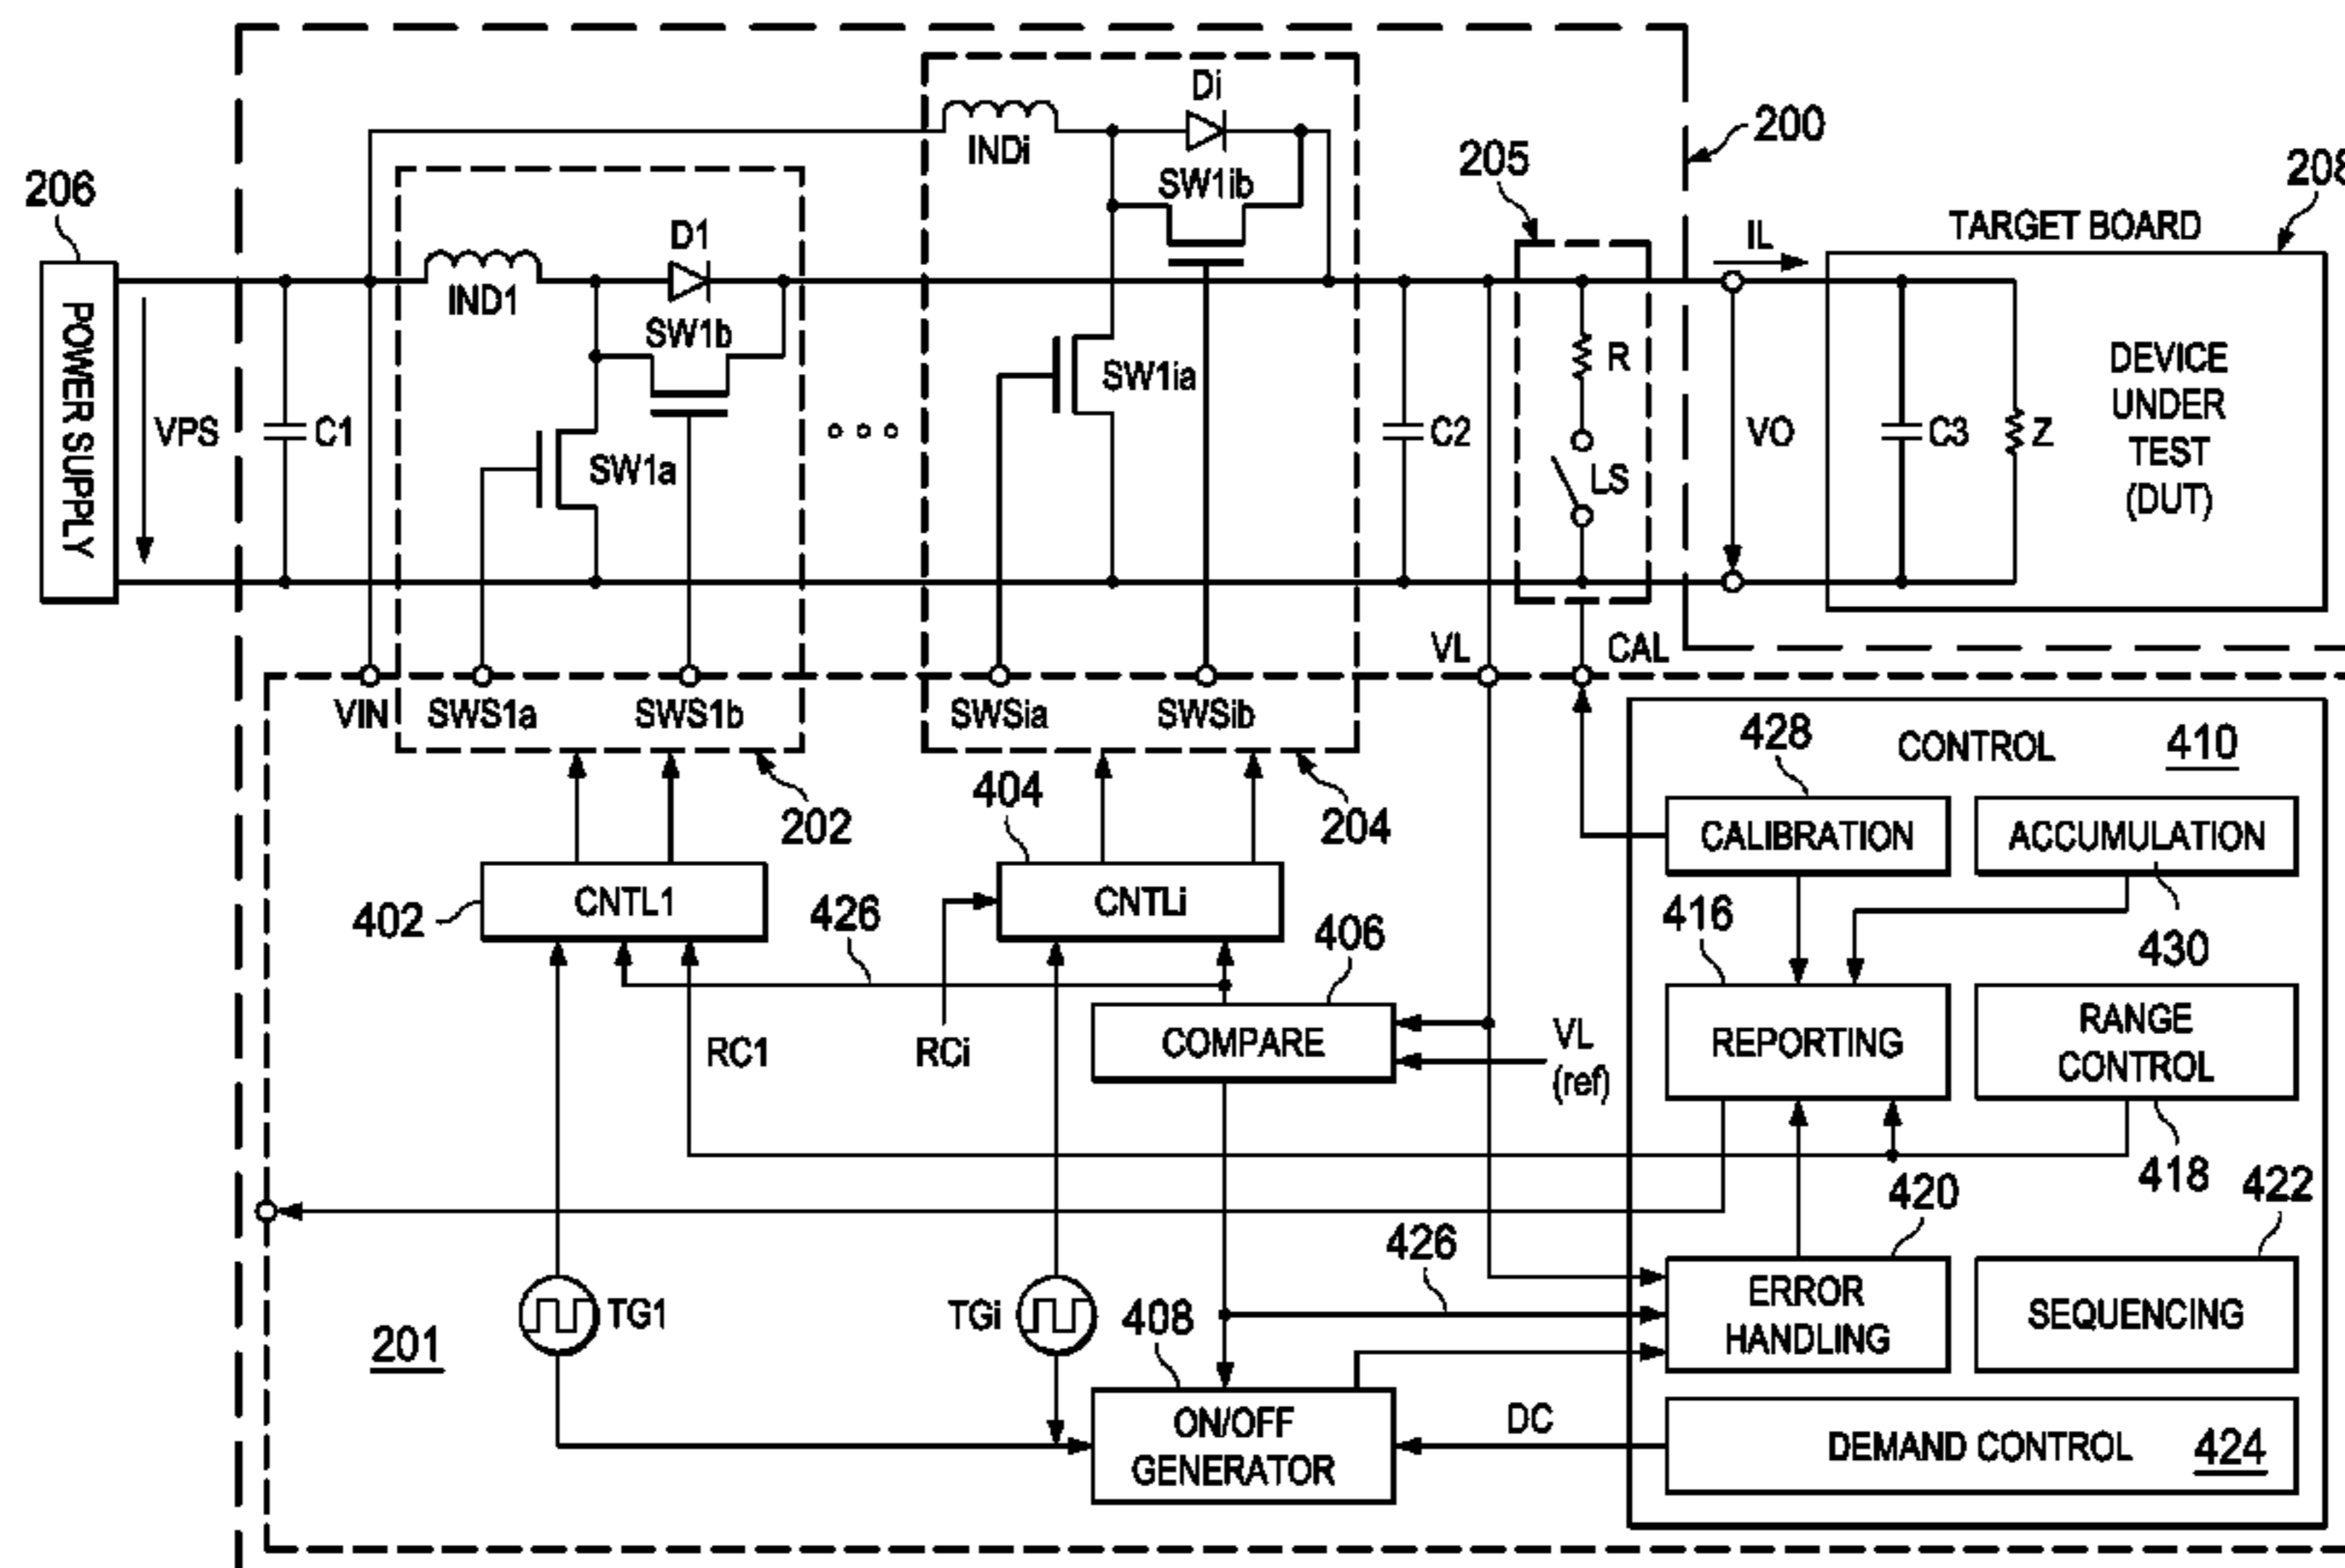 Di
200
INDi
205
SW1ib
206
208
D1
IL
TARGET BOARD
IND1
SW1b
POWER SUPPLY
SW1ia
R
DEVICE
UNDER
TEST
(DUT)
VPS
C1
C2
VO
C3
Z
SW1a
LS
VL
CAL
VIN
SWS1a
SWS1b
SWSia
SWSib
428
CONTROL
410
404
202
204
CALIBRATION
ACCUMULATION
CNTL1
402
426
CNTLi
406
416
430
RC1
RCi
COMPARE
VL
(ref)
REPORTING
RANGE
CONTROL
418
420
422
426
TG1
TGi
408
ERROR
HANDLING
SEQUENCING
201
ON/OFF
GENERATOR
DC
DEMAND CONTROL
424